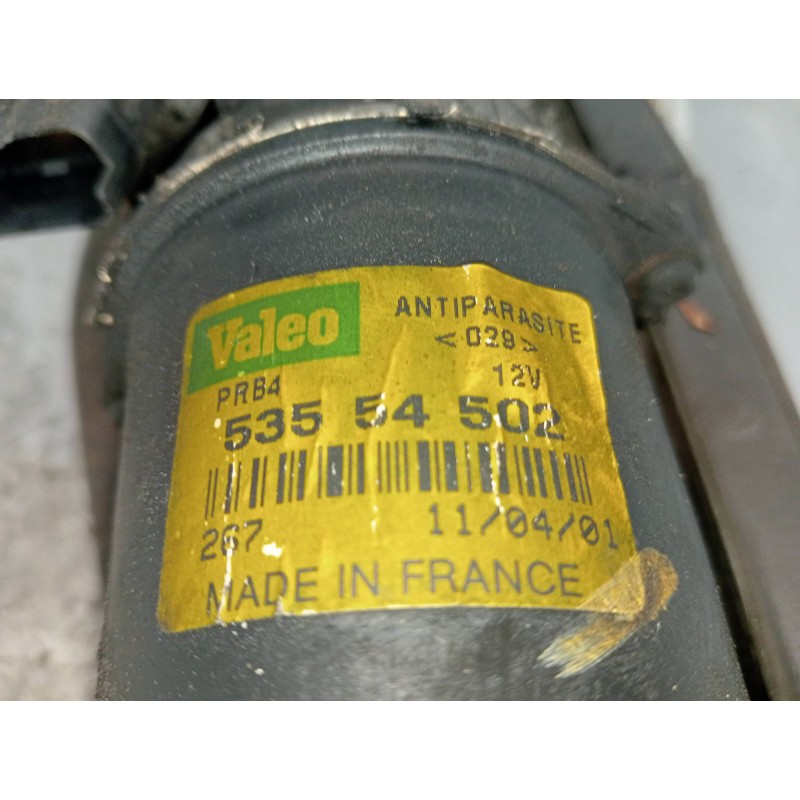 Valeo
ANTIPARASITE
<029>
PRB4 12V
535 54 502
267 11/04/01
MADE IN FRANCE